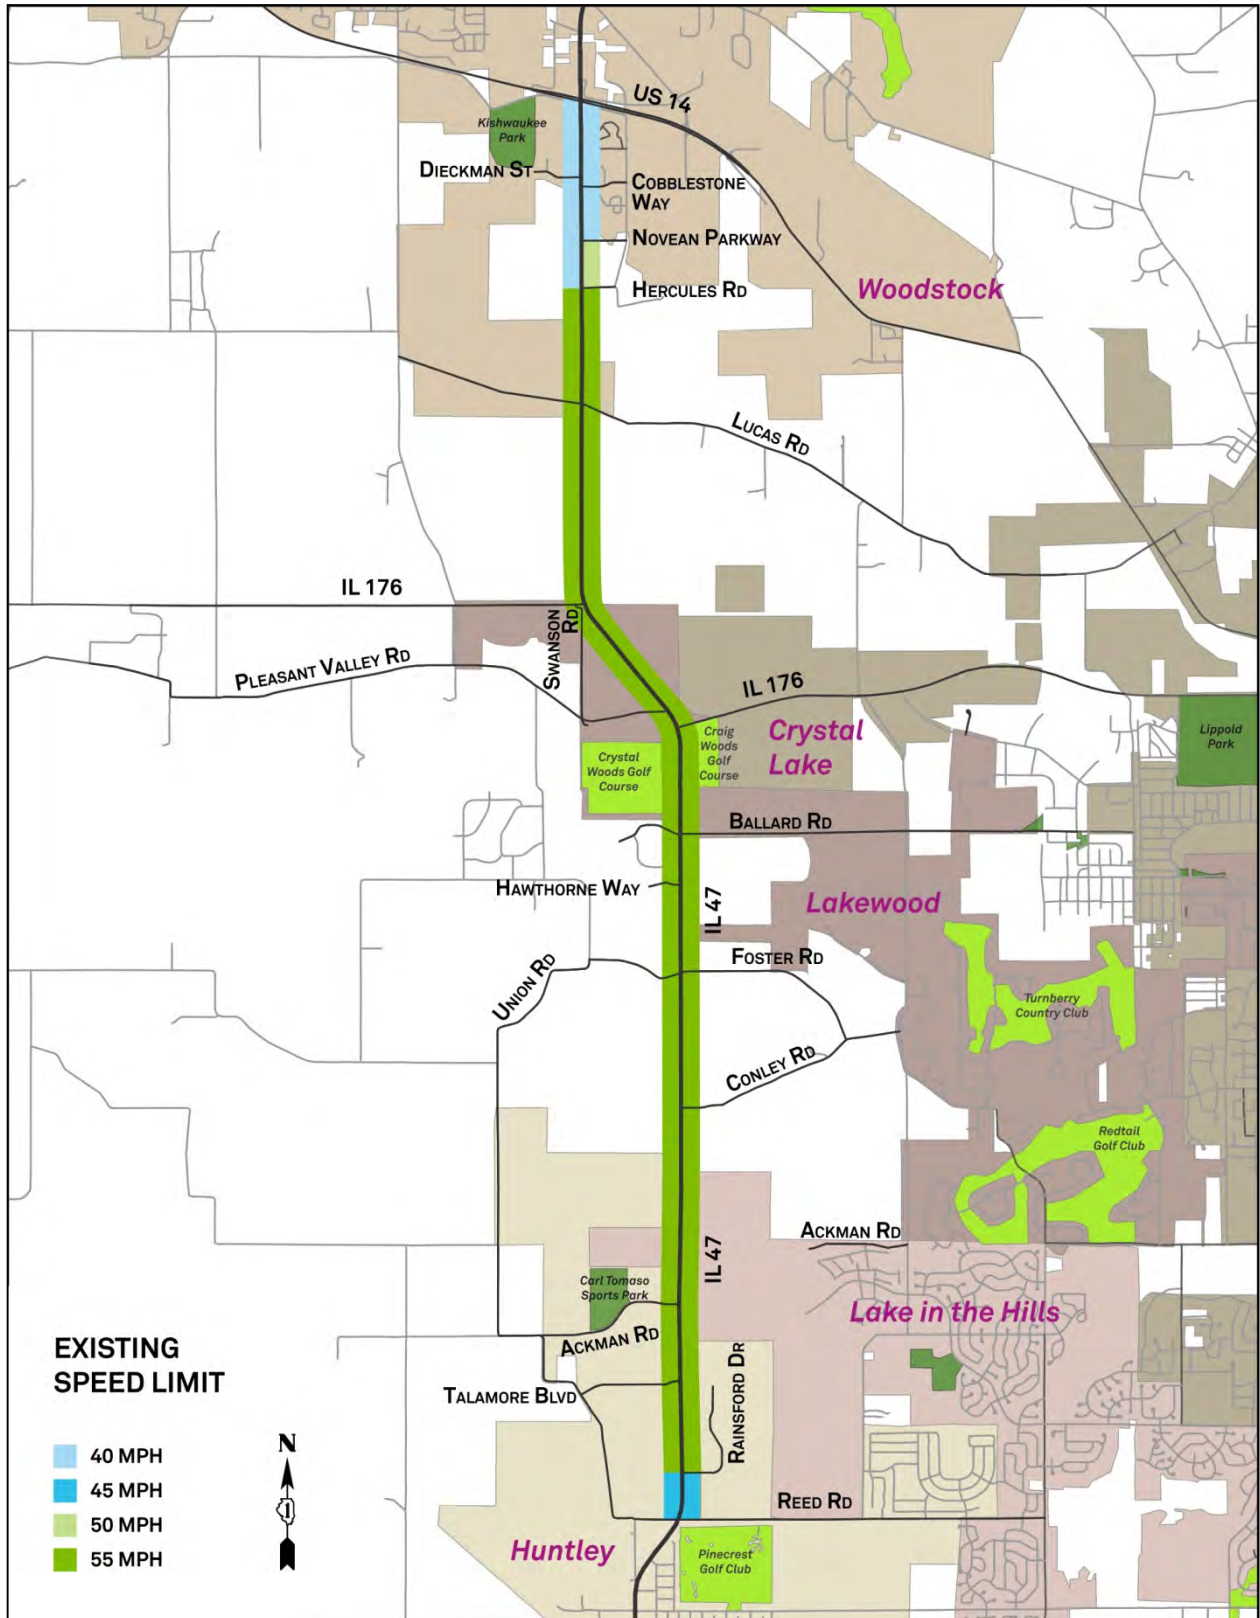 US 14
Kishwaukee
Park
DIECKMAN ST
COBBLESTONE
WAY
NOVEAN PARKWAY
HERCULES RD
Woodstock
LUCAS RD
IL 176
SWANSON
RD
PLEASANT VALLEY RD
IL 176
Crystal
Lake
Craig
Woods
Golf
Course
Lippold
Park
Crystal
Woods Golf
Course
BALLARD RD
HAWTHORNE WAY
IL 47
Lakewood
FOSTER RD
UNION RD
Turnberry
Country Club
CONLEY RD
Redtail
Golf Club
ACKMAN RD
IL 47
Carl Tomaso
Sports Park
Lake in the Hills
ACKMAN RD
RAINSFORD DR
TALAMORE BLVD
EXISTING
SPEED LIMIT
40 MPH
45 MPH
50 MPH
55 MPH
N
1
REED RD
Huntley
Pinecrest
Golf Club